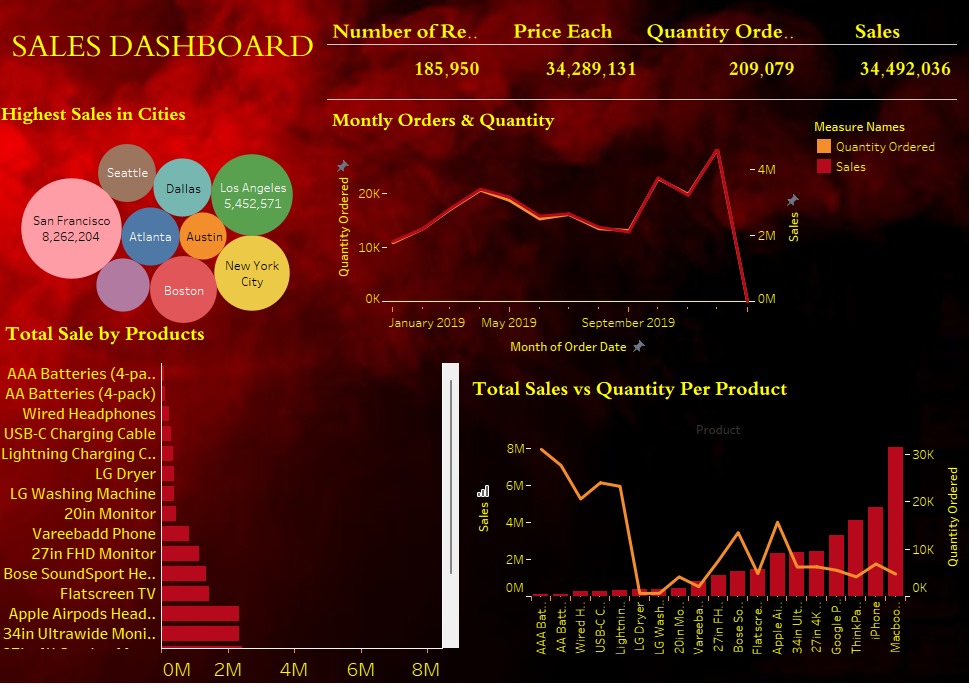 SALES DASHBOARD
Number of Re..
Price Each
Quantity Orde..
Sales
185,950
34,289,131
209,079
34,492,036
Highest Sales in Cities
Seattle
Dallas
Los Angeles
5,452,571
San Francisco
8,262,204
Atlanta
Austin
New York
City
Boston
Montly Orders & Quantity
Measure Names
Quantity Ordered
Sales
Quantity Ordered
20K
10K
0K
4M
2M
0M
Sales
January 2019
May 2019
September 2019
Month of Order Date
Total Sale by Products
AAA Batteries (4-pa..
AA Batteries (4-pack)
Wired Headphones
USB-C Charging Cable
Lightning Charging C..
LG Dryer
LG Washing Machine
20in Monitor
Vareebadd Phone
27in FHD Monitor
Bose SoundSport He..
Flatscreen TV
Apple Airpods Head..
34in Ultrawide Moni..
0M
2M
4M
6M
8M
Total Sales vs Quantity Per Product
Product
Sales
8M
6M
4M
2M
0M
30K
20K
10K
0K
Quantity Ordered
AAA Bat..
AA Batt..
Wired H..
USB-C C..
Lightnin..
LG Dryer
LG Wash..
20in Mo..
Vareeba..
27in FH..
Bose So..
Flatscre..
Apple Ai..
34in Ult..
27in 4K ..
Google P..
ThinkPa..
iPhone
Macboo..